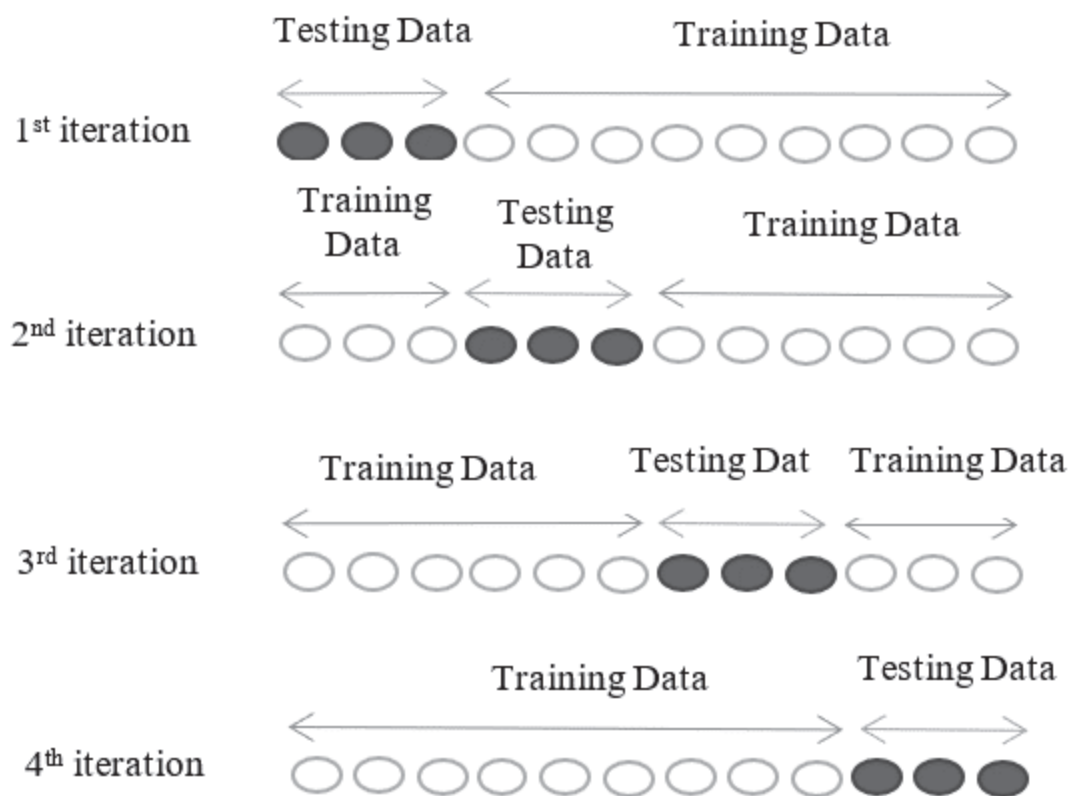 Testing Data
Training Data
1st iteration
Training
Data
Testing
Data
Training Data
2nd iteration
Training Data
Testing Dat
Training Data
3rd iteration
Training Data
Testing Data
4th iteration